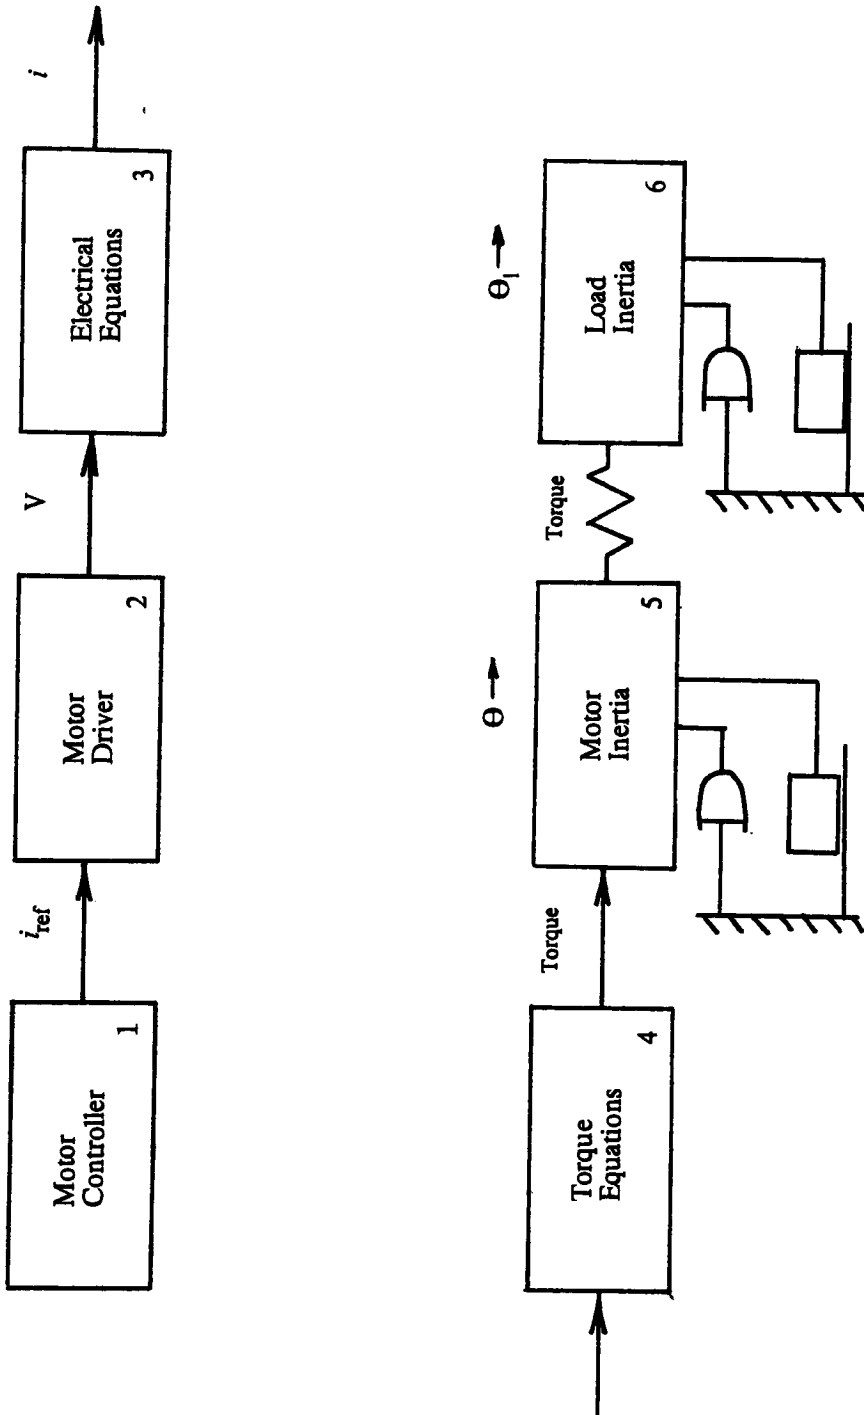 i_ref
V
i
Motor
Controller
1
Motor
Driver
2
Electrical
Equations
3
Θ
Θ_l
Torque
Torque
Torque
Equations
4
Motor
Inertia
5
Load
Inertia
6